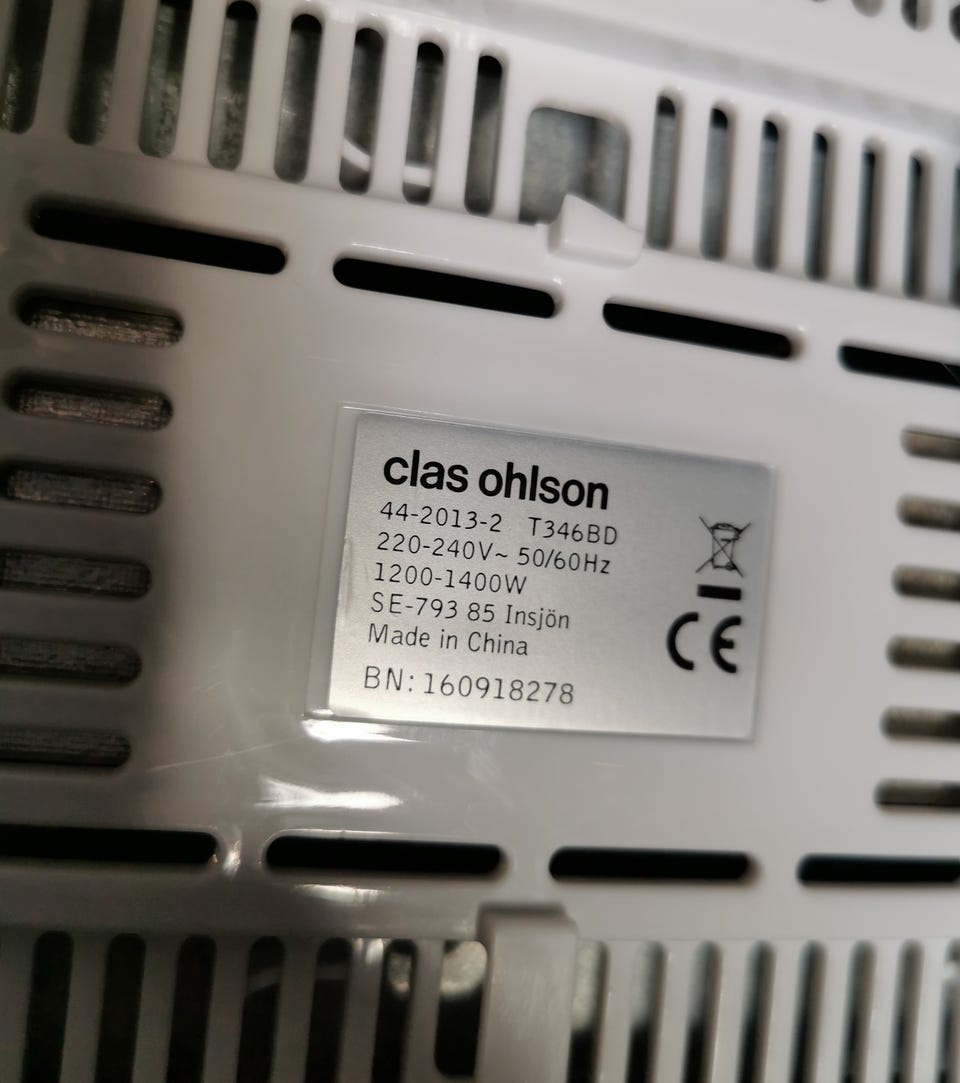 clas ohlson
44-2013-2 T346BD
220-240V~ 50/60Hz
1200-1400W
SE-793 85 Insjön
Made in China
BN: 160918278
CE